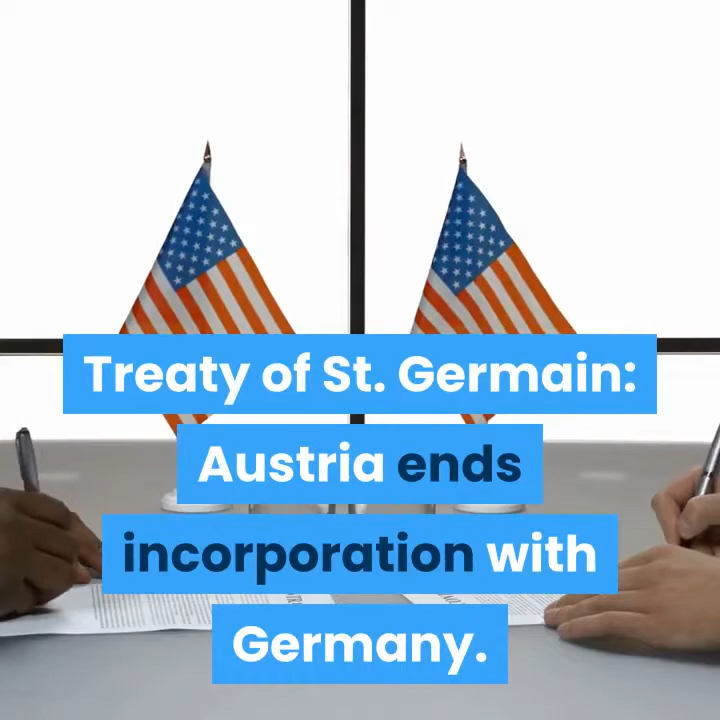 Treaty of St. Germain:
Austria ends
incorporation with
Germany.